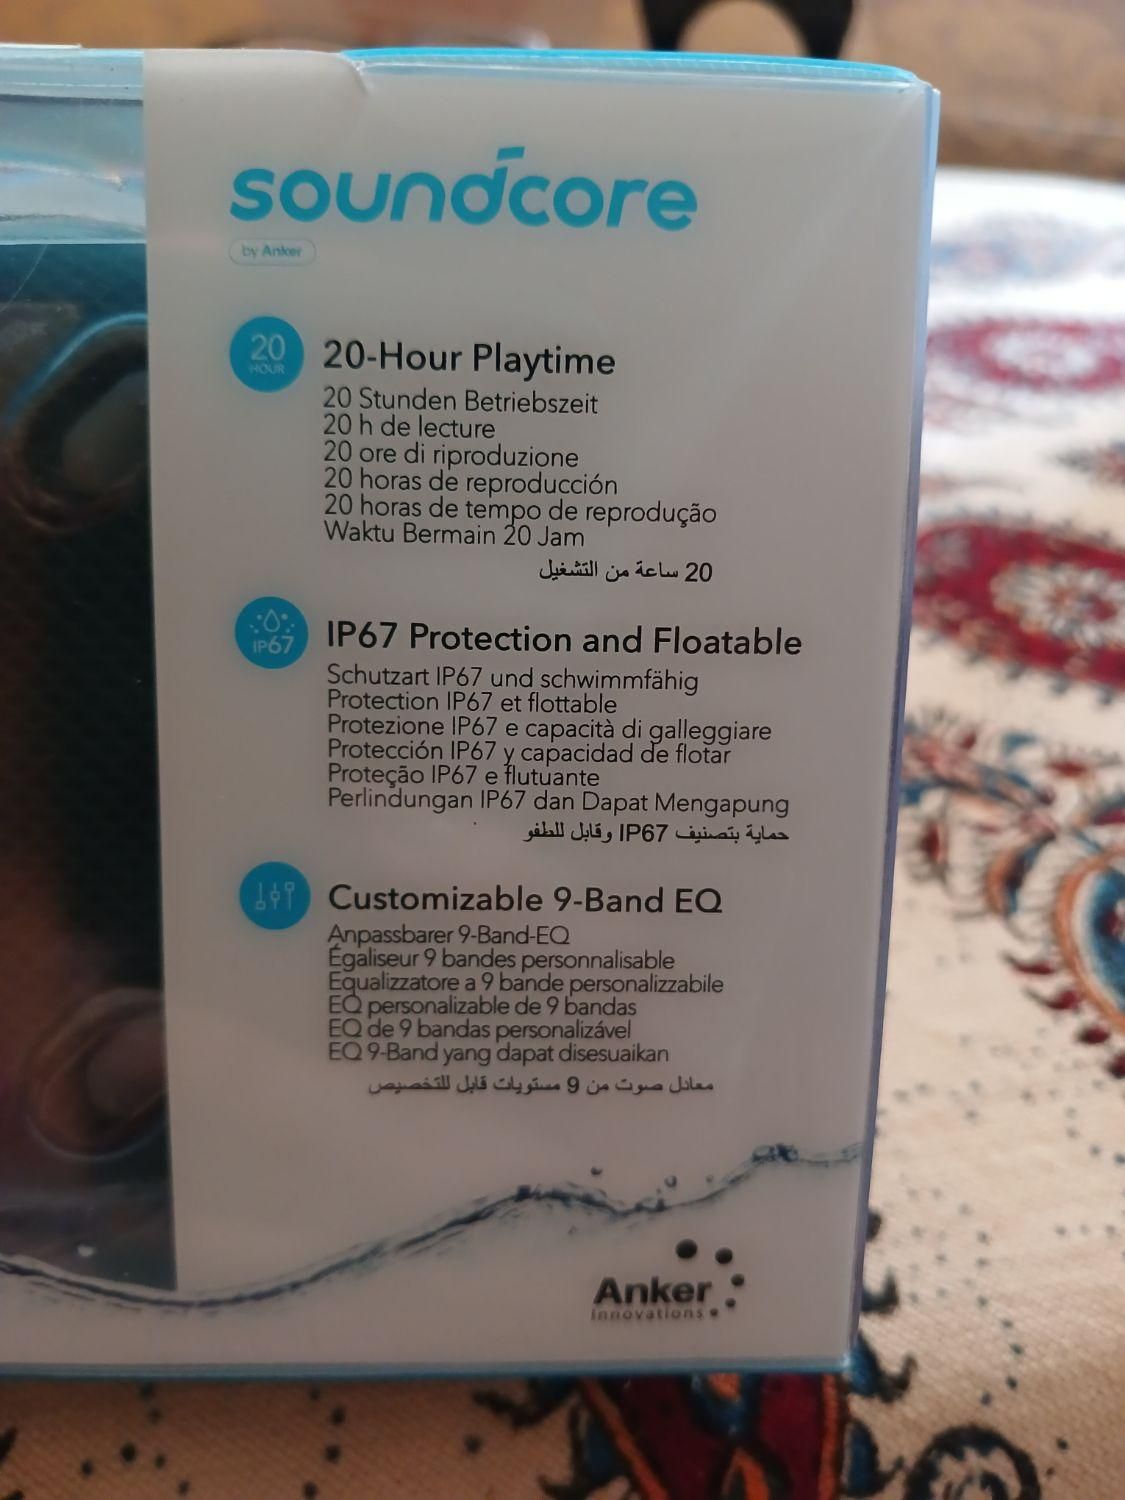 soundcore
by Anker
20
HOUR
20-Hour Playtime
20 Stunden Betriebszeit
20 h de lecture
20 ore di riproduzione
20 horas de reproducción
20 horas de tempo de reprodução
Waktu Bermain 20 Jam
20 ساعة من التشغيل
IP67
IP67 Protection and Floatable
Schutzart IP67 und schwimmfähig
Protection IP67 et flottable
Protezione IP67 e capacità di galleggiare
Protección IP67 y capacidad de flotar
Proteção IP67 e flutuante
Perlindungan IP67 dan Dapat Mengapung
حماية بتصنيف IP67 وقابل للطفو
Customizable 9-Band EQ
Anpassbarer 9-Band-EQ
Égaliseur 9 bandes personnalisable
Equalizzatore a 9 bande personalizzabile
EQ personalizable de 9 bandas
EQ de 9 bandas personalizável
EQ 9-Band yang dapat disesuaikan
معادل صوت من 9 مستويات قابل للتخصيص
Anker
Innovations